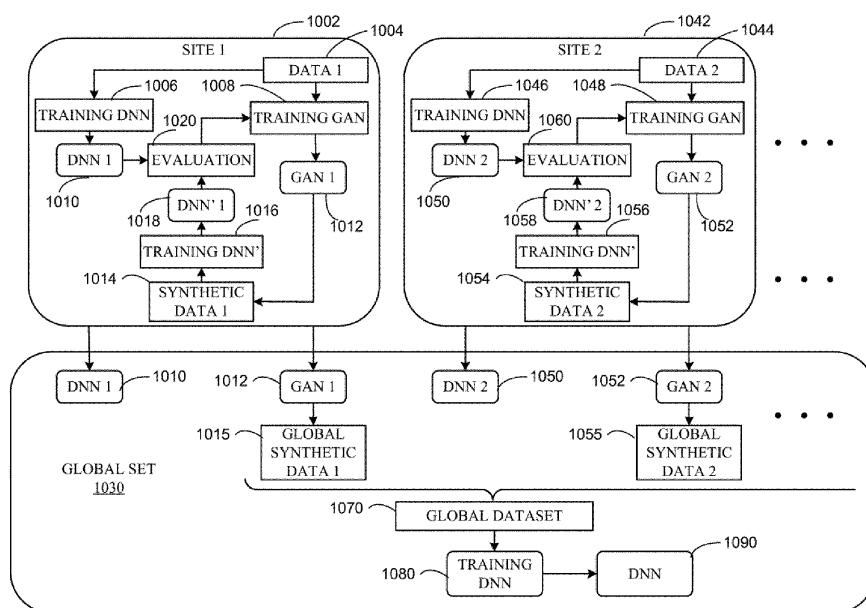 1002
1042
SITE 1
1004
DATA 1
1006
1008
TRAINING DNN
1020
TRAINING GAN
DNN 1
EVALUATION
1010
GAN 1
DNN' 1
1018
1016
1012
TRAINING DNN'
1014
SYNTHETIC
DATA 1
SITE 2
1044
DATA 2
1046
1048
TRAINING DNN
1060
TRAINING GAN
DNN 2
EVALUATION
1050
GAN 2
DNN' 2
1058
1056
1052
TRAINING DNN'
1054
SYNTHETIC
DATA 2
DNN 1
1010
1012
GAN 1
DNN 2
1050
1052
GAN 2
1015
GLOBAL
SYNTHETIC
DATA 1
1055
GLOBAL
SYNTHETIC
DATA 2
GLOBAL SET
1030
1070
GLOBAL DATASET
1080
TRAINING
DNN
DNN
1090